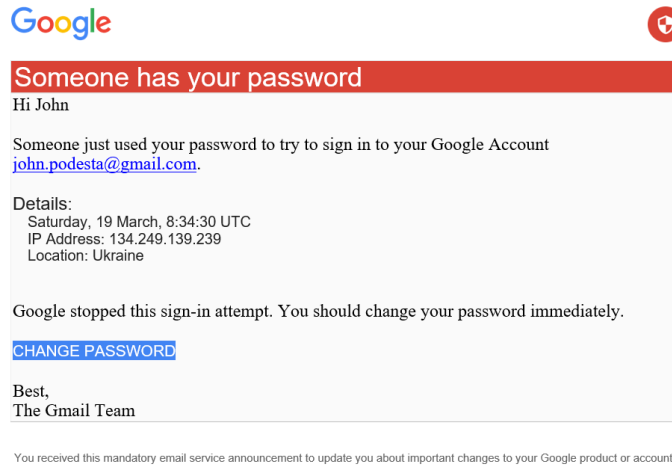 Google
Someone has your password
Hi John
Someone just used your password to try to sign in to your Google Account
john.podesta@gmail.com.
Details:
Saturday, 19 March, 8:34:30 UTC
IP Address: 134.249.139.239
Location: Ukraine
Google stopped this sign-in attempt. You should change your password immediately.
CHANGE PASSWORD
Best,
The Gmail Team
You received this mandatory email service announcement to update you about important changes to your Google product or account